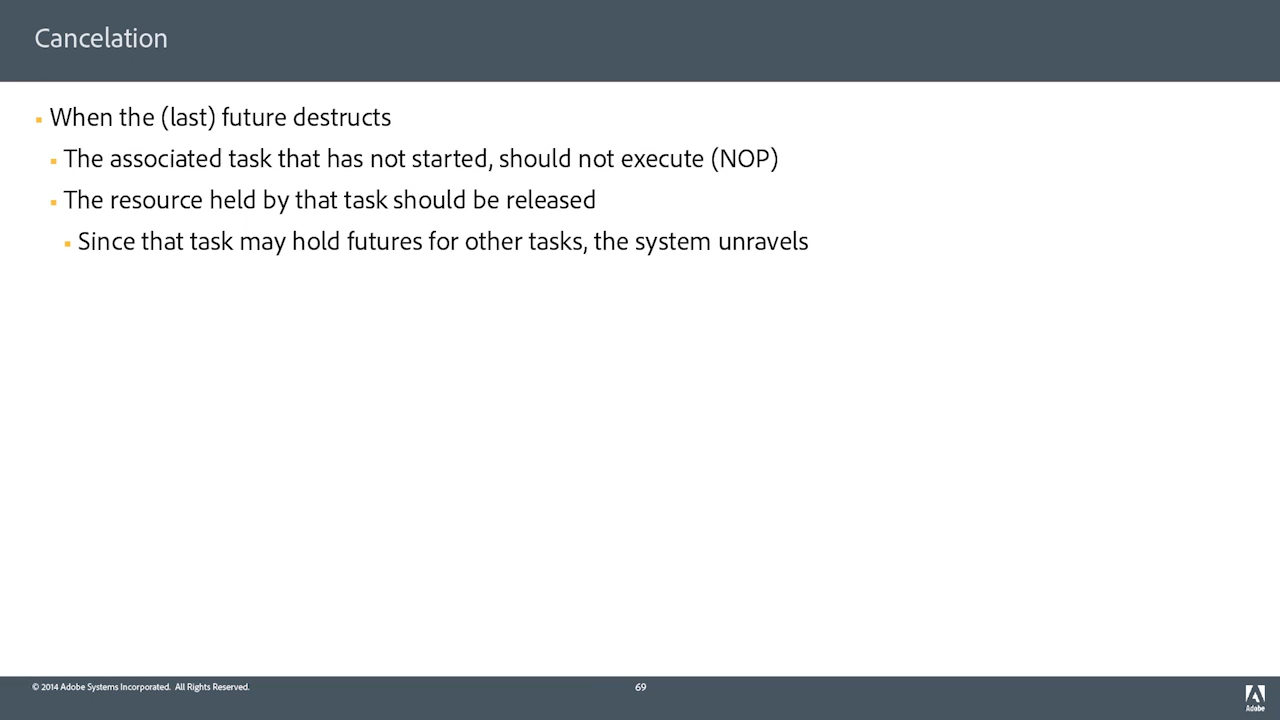 Cancelation
When the (last) future destructs
The associated task that has not started, should not execute (NOP)
The resource held by that task should be released
Since that task may hold futures for other tasks, the system unravels
© 2014 Adobe Systems Incorporated. All Rights Reserved.
69
Adobe